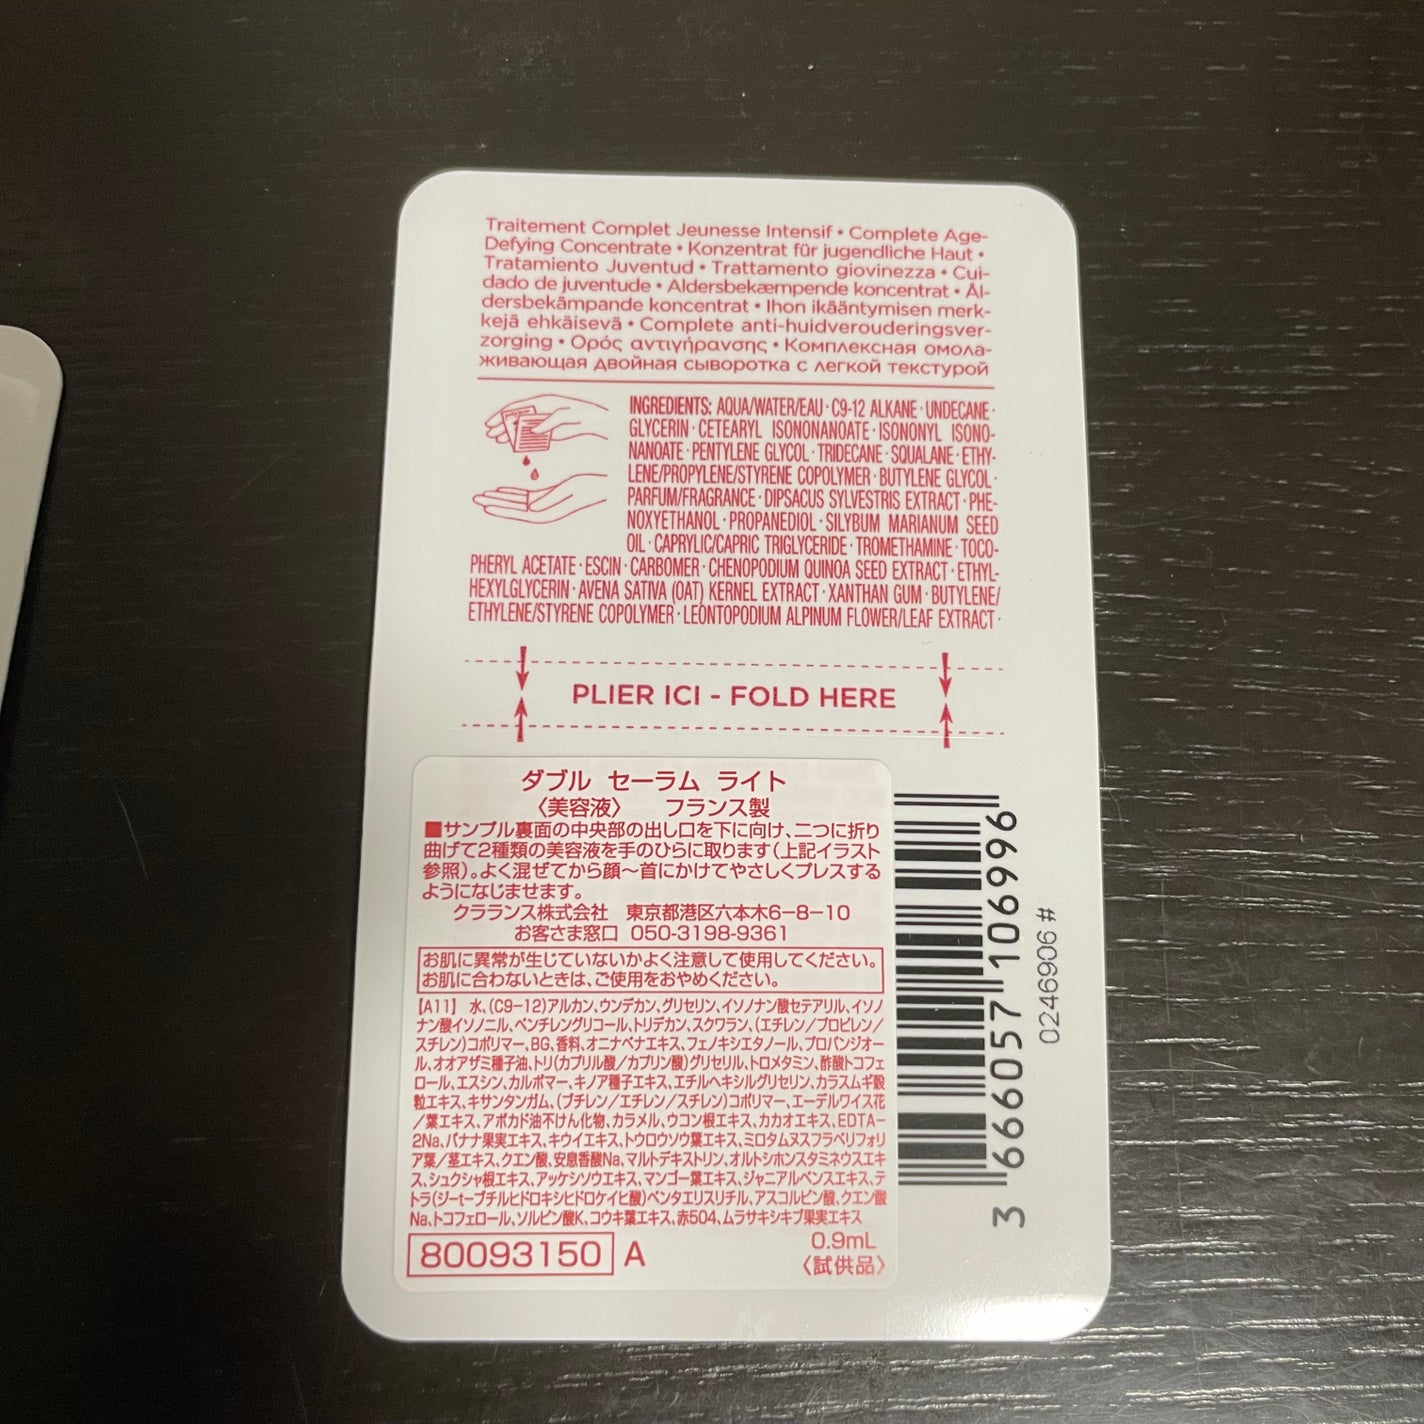 Traitement Complet Jeunesse Intensif • Complete Age-
Defying Concentrate • Konzentrat für jugendliche Haut •
Tratamiento Juventud • Trattamento giovinezza • Cui-
dado de juventude • Aldersbekæmpende koncentrat • Ål-
dersbekämpande koncentrat • Ihon ikääntymisen merk-
kejä ehkäisevä • Complete anti-huidverouderingsver-
zorging • Ορός αντιγήρανσης • Комплексная омола-
живающая двойная сыворотка с легкой текстурой
INGREDIENTS: AQUA/WATER/EAU · C9-12 ALKANE · UNDECANE ·
GLYCERIN · CETEARYL ISONONANOATE · ISONONYL ISONO-
NANOATE · PENTYLENE GLYCOL · TRIDECANE · SQUALANE · ETHY-
LENE/PROPYLENE/STYRENE COPOLYMER · BUTYLENE GLYCOL ·
PARFUM/FRAGRANCE · DIPSACUS SYLVESTRIS EXTRACT · PHE-
NOXYETHANOL · PROPANEDIOL · SILYBUM MARIANUM SEED
OIL · CAPRYLIC/CAPRIC TRIGLYCERIDE · TROMETHAMINE · TOCO-
PHERYL ACETATE · ESCIN · CARBOMER · CHENOPODIUM QUINOA SEED EXTRACT · ETHYL-
HEXYLGLYCERIN · AVENA SATIVA (OAT) KERNEL EXTRACT · XANTHAN GUM · BUTYLENE/
ETHYLENE/STYRENE COPOLYMER · LEONTOPODIUM ALPINUM FLOWER/LEAF EXTRACT ·
PLIER ICI - FOLD HERE
ダブル セーラム ライト
〈美容液〉 フランス製
■サンプル裏面の中央部の出し口を下に向け、二つに折り
曲げて2種類の美容液を手のひらに取ります(上記イラスト
参照)。よく混ぜてから顔～首にかけてやさしくプレスする
ようになじませます。
クラランス株式会社 東京都港区六本木6-8-10
お客さま窓口 050-3198-9361
お肌に異常が生じていないかよく注意して使用してください。
お肌に合わないときは、ご使用をおやめください。
【A11】 水、(C9-12)アルカン、ウンデカン、グリセリン、イソノナン酸セテアリル、イソノ
ナン酸イソノニル、ペンチレングリコール、トリデカン、スクワラン、(エチレン/プロピレン/
スチレン)コポリマー、BG、香料、オニナベナエキス、フェノキシエタノール、プロパンジオー
ル、オオアザミ種子油、トリ(カプリル酸/カプリン酸)グリセリル、トロメタミン、酢酸トコフェ
ロール、エスシン、カルボマー、キノア種子エキス、エチルヘキシルグリセリン、カラスムギ穀
粒エキス、キサンタンガム、(ブチレン/エチレン/スチレン)コポリマー、エーデルワイス花
/葉エキス、アボカド油不けん化物、カラメル、ウコン根エキス、カカオエキス、EDTA-
2Na、バナナ果実エキス、キウイエキス、トウロウソウ葉エキス、ミロタムヌスフラベリフォリ
ア葉/茎エキス、クエン酸、安息香酸Na、マルトデキストリン、オルトシホンスタミネウスエキ
ス、シュクシャ根エキス、アッケシソウエキス、マンゴー葉エキス、ジャニアルベンスエキス、テ
トラ(ジ-t-ブチルヒドロキシヒドロケイヒ酸)ペンタエリスリチル、アスコルビン酸、クエン酸
Na、トコフェロール、ソルビン酸K、コウキ葉エキス、赤504、ムラサキシキブ果実エキス
80093150 A 0.9mL
〈試供品〉
3 666057 106996
0246906 #